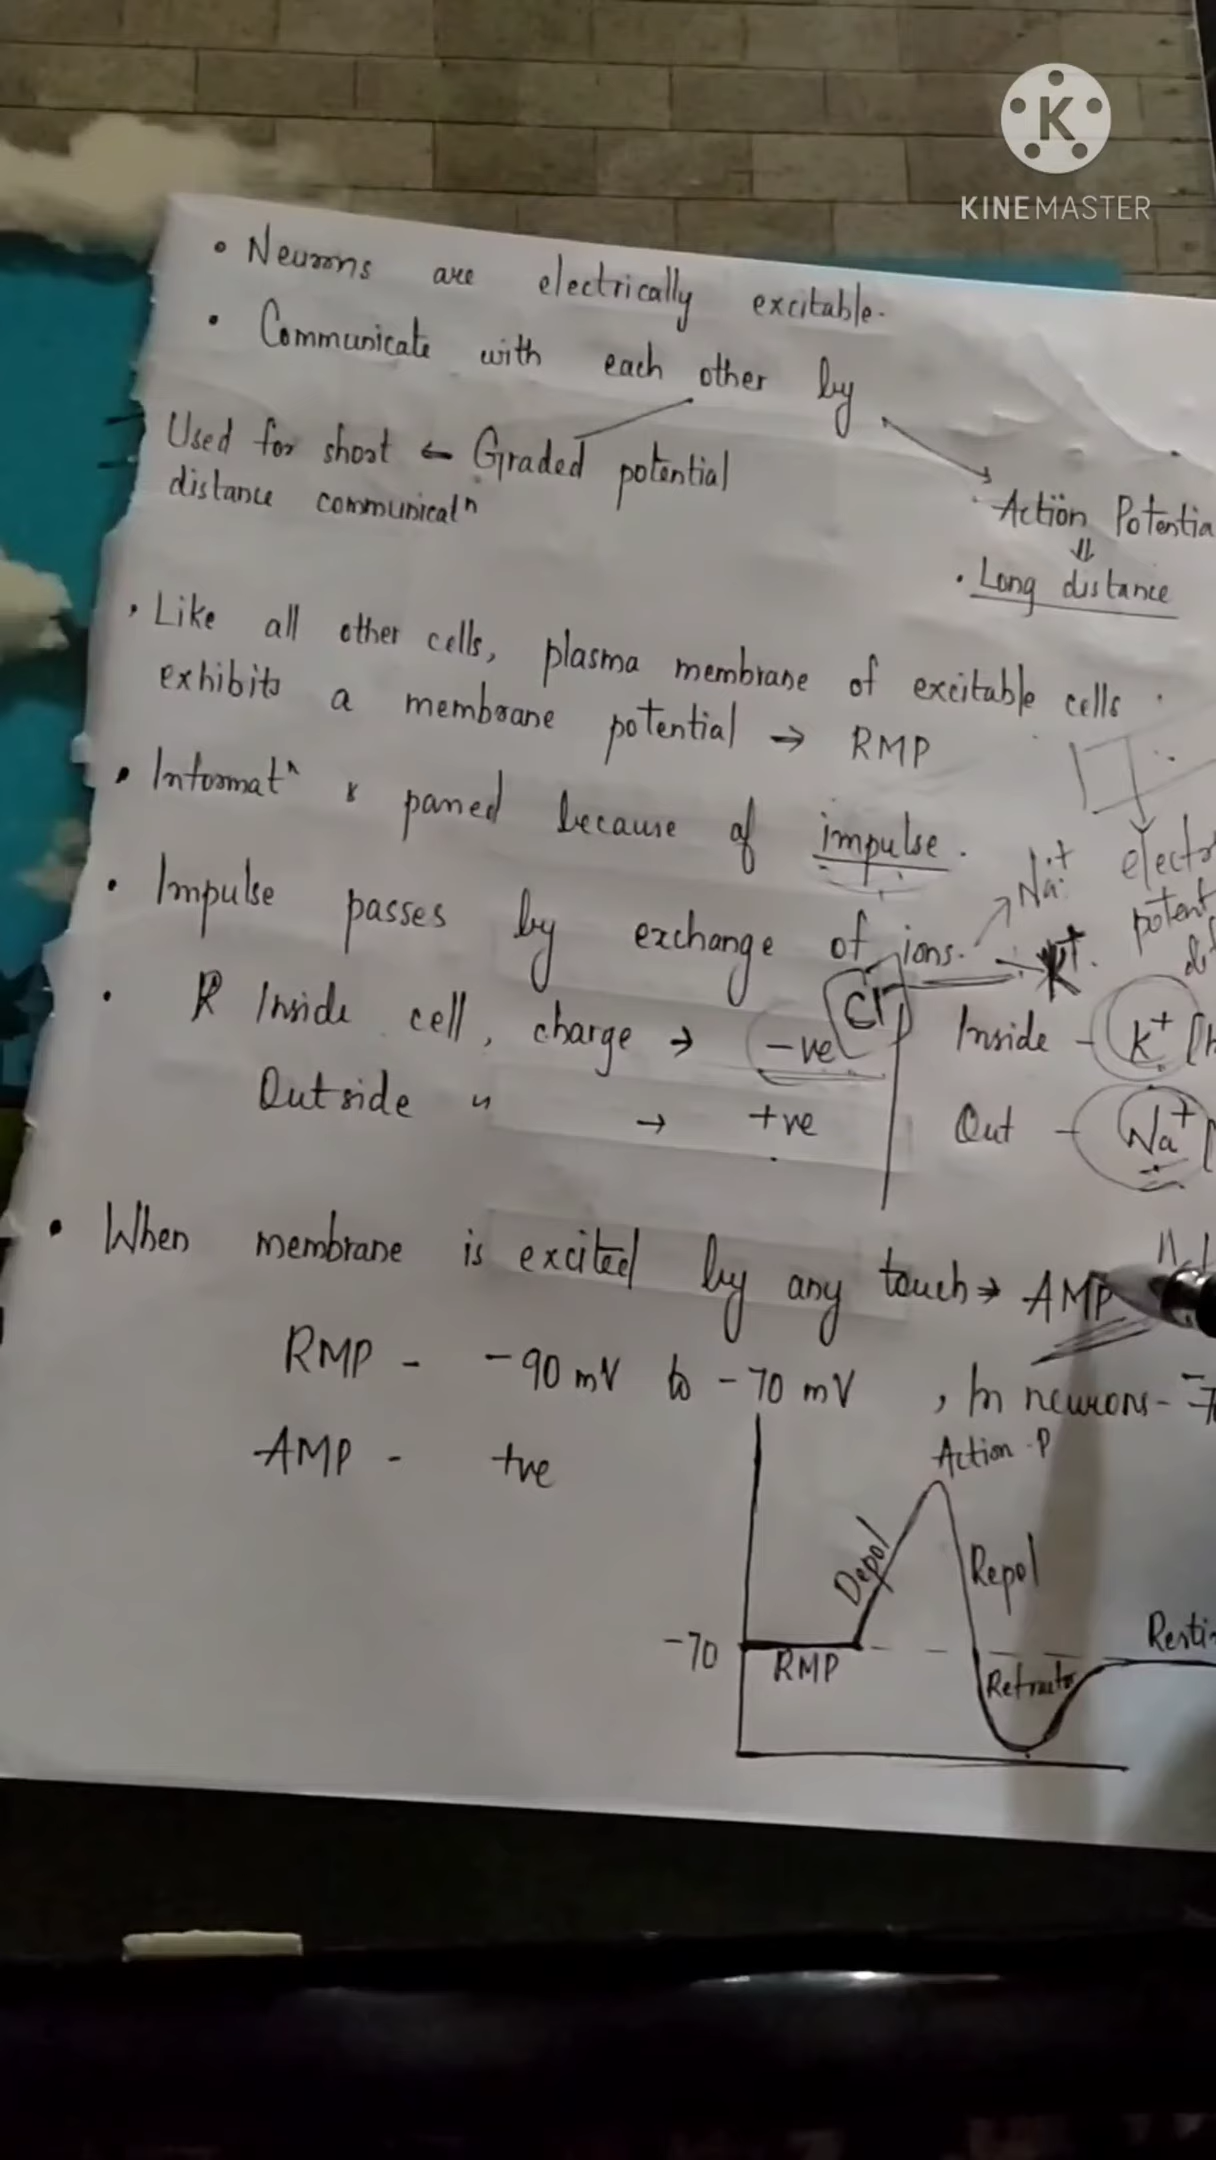 K
KINEMASTER
• Neurons are electrically excitable.
• Communicate with each other by
Used for short ← Graded potential
distance communicatⁿ
Action Potentia
⇓
• Long distance
• Like all other cells, plasma membrane of excitable cells
exhibits a membrane potential → RMP
• Informatⁿ is passed because of impulse.
• Impulse passes by exchange of ions.
Na⁺
K⁺
electr
potent
• R Inside cell, charge → -ve
Cl⁻
Outside " → +ve
Inside - K⁺
Out - Na⁺
• When membrane is excited by any touch → AMP
RMP - -90 mV to -70 mV , In neurons - -7
AMP - +ve
Action P
Depol
Repol
-70
RMP
Refracto
Resti